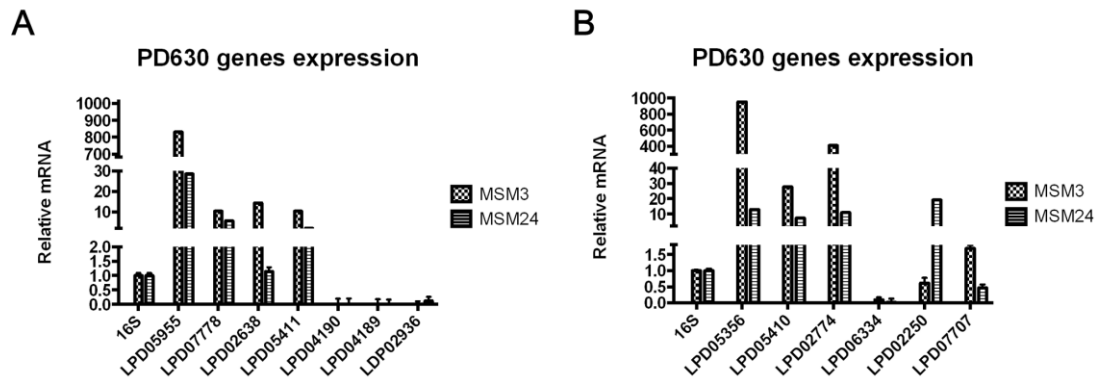 A
PD630 genes expression
Relative mRNA
1000
900
800
700
30
20
10
2.0
1.5
1.0
0.5
0.0
16S
LPD05955
LPD07778
LPD02638
LPD05411
LPD04190
LPD04189
LDP02936
MSM3
MSM24
B
PD630 genes expression
Relative mRNA
1000
800
600
400
40
30
20
10
1.5
1.0
0.5
0.0
16S
LPD05356
LPD05410
LPD02774
LPD06334
LPD02250
LPD07707
MSM3
MSM24